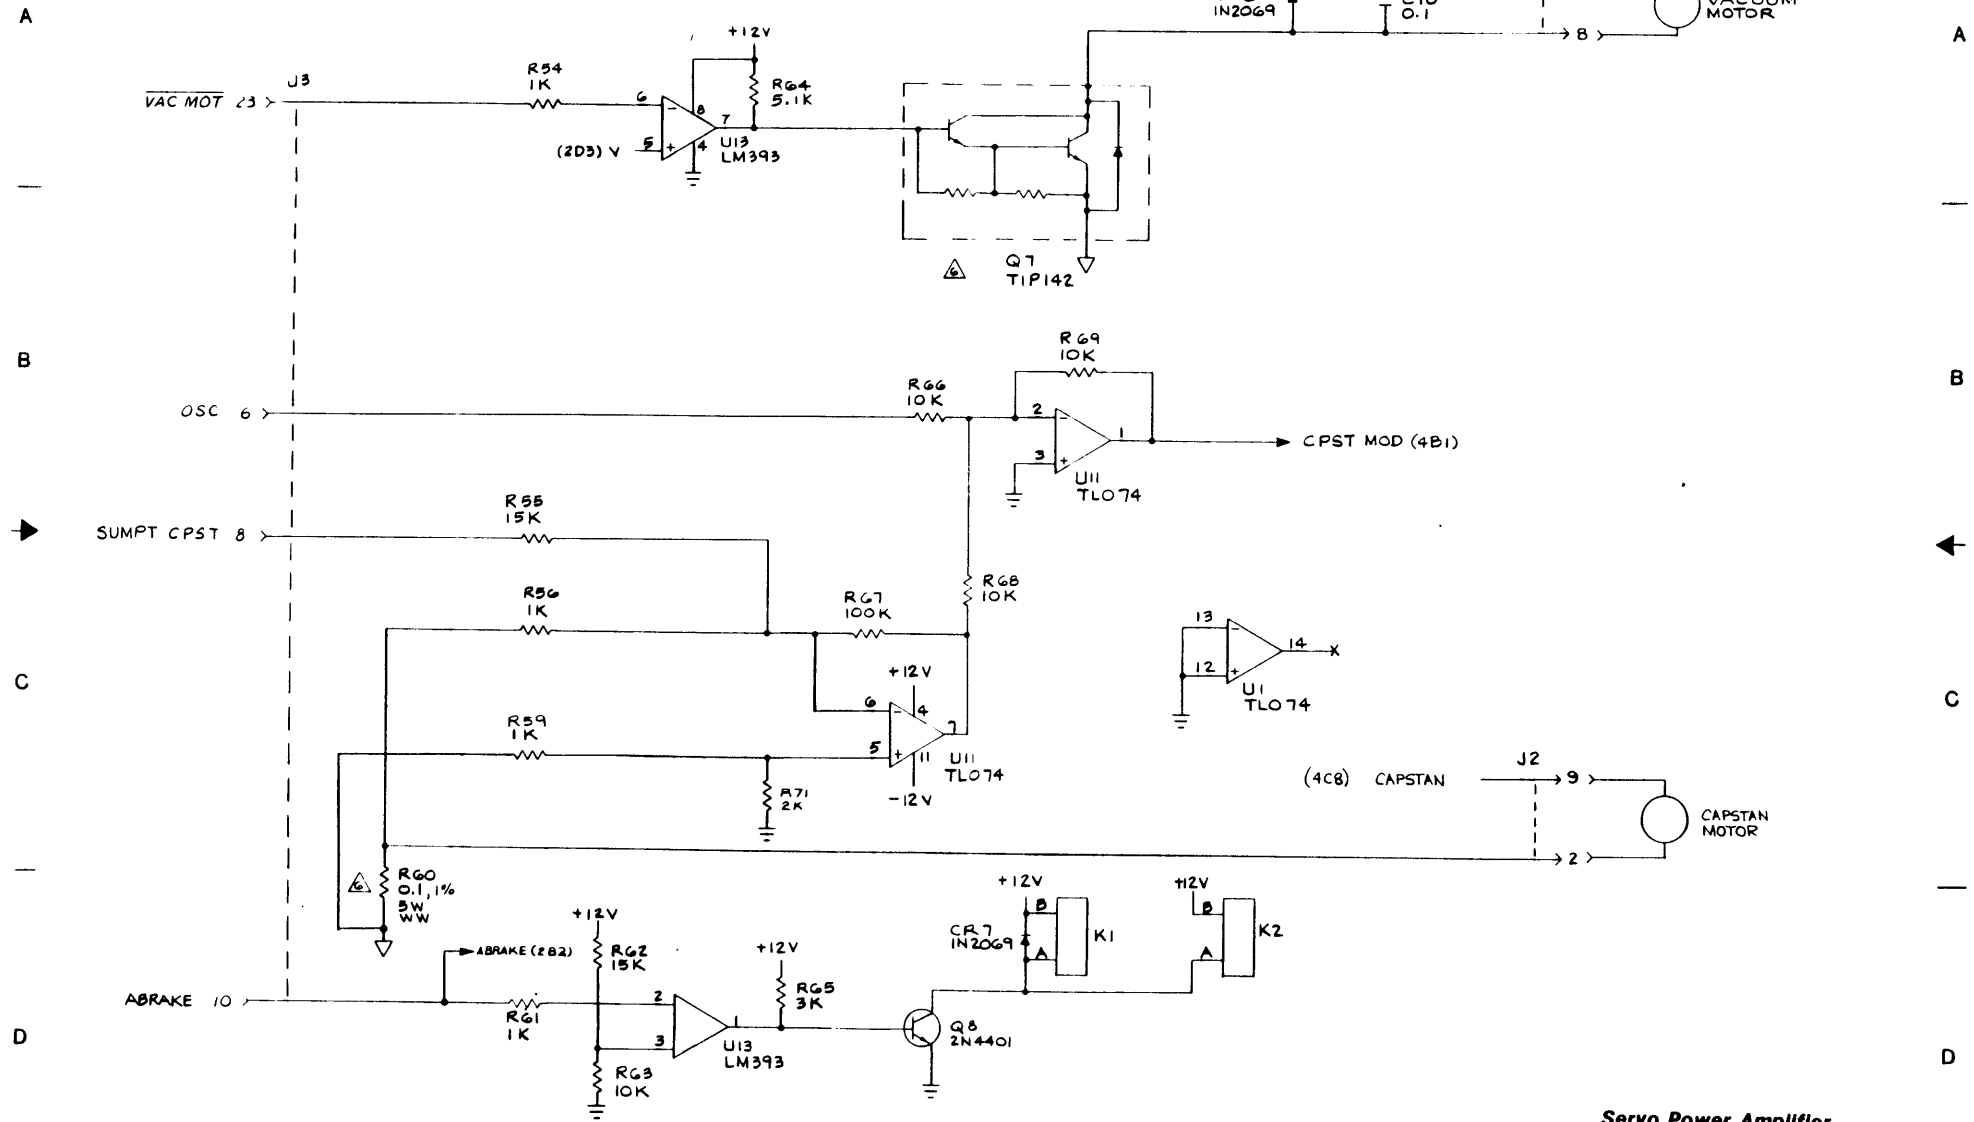 A
1N2069
0.1
8
MOTOR
A
+12V
J3
R54
1K
R64
5.1K
VAC MOT 23
6
8
7
5
4
(2D3) V
U13
LM393
Q7
TIP142
6
R69
10K
B
B
R66
10K
OSC 6
2
1
3
CPST MOD (4B1)
U11
TL074
R55
15K
SUMPT CPST 8
R56
1K
R67
100K
R68
10K
13
14
12
U1
TL074
C
C
+12V
6
4
7
5
11
R59
1K
U11
TL074
-12V
R71
2K
(4C8) CAPSTAN
J2
9
CAPSTAN
MOTOR
2
6
R60
0.1, 1%
5W,
WW
+12V
+12V
B
B
CR7
1N2069
K1
K2
A
A
+12V
R62
15K
+12V
ABRAKE (2B2)
R65
3K
ABRAKE 10
R61
1K
2
1
3
U13
LM393
Q8
2N4401
R63
10K
D
D
Servo Power Amplifier